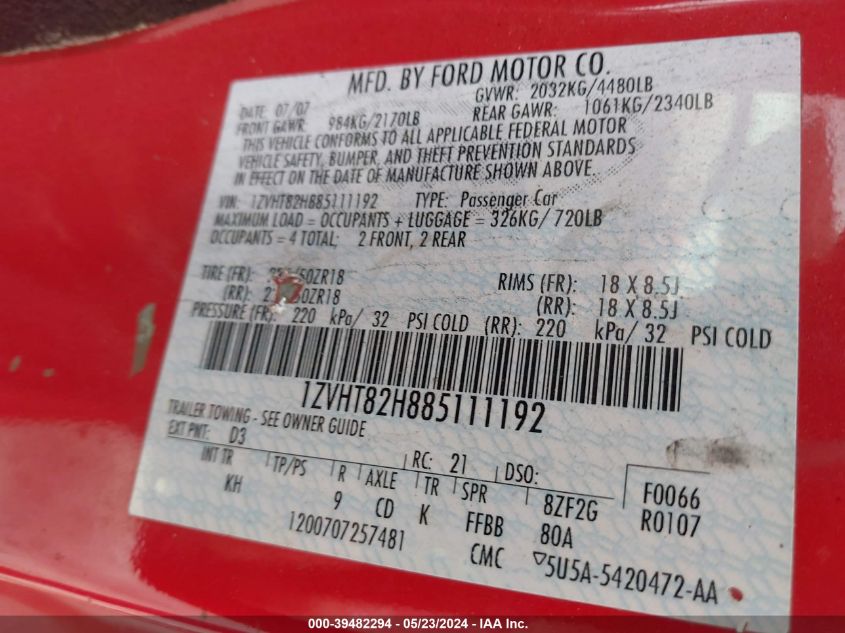 MFD. BY FORD MOTOR CO.
DATE 07/07 GVWR: 2032KG/4480LB
FRONT GAWR: 984KG/2170LB REAR GAWR: 1061KG/2340LB
THIS VEHICLE CONFORMS TO ALL APPLICABLE FEDERAL MOTOR
VEHICLE SAFETY, BUMPER, AND THEFT PREVENTION STANDARDS
IN EFFECT ON THE DATE OF MANUFACTURE SHOWN ABOVE.
VIN: 1ZVHT82H885111192 TYPE: Passenger Car
MAXIMUM LOAD = OCCUPANTS + LUGGAGE = 326KG/ 720LB
OCCUPANTS = 4 TOTAL: 2 FRONT, 2 REAR
TIRE (FR): /50ZR18 RIMS (FR): 18 X 8.5J
(RR): 50ZR18 (RR): 18 X 8.5J
PRESSURE (FR): 220 kPa/ 32 PSI COLD (RR): 220 kPa/ 32 PSI COLD
1ZVHT82H885111192
TRAILER TOWING - SEE OWNER GUIDE
EXT PNT: D3 RC: 21 DSO: F0066
INT TR TP/PS R AXLE TR SPR 8ZF2G R0107
KH 9 CD K FFBB 80A
1200707257481 CMC ▽5U5A-5420472-AA
000-39482294 - 05/23/2024 - IAA Inc.